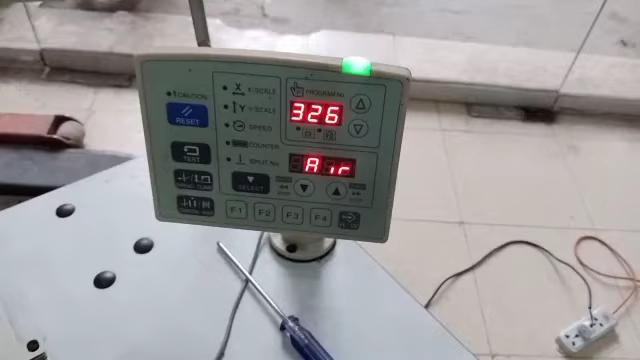 CAUTION
RESET
TEST
X-SCALE
Y-SCALE
SPEED
COUNTER
SELECT
PROGRAM No.
326
Air
F1 F2 F3 F4